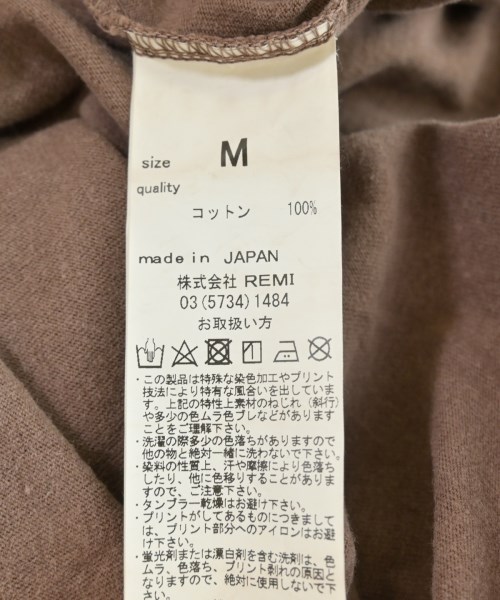 size M
quality
コットン 100%
made in JAPAN
株式会社 REMI
03(5734)1484
お取扱い方
・この製品は特殊な染色加工やプリント
技法により特有な風合いを出していま
す。上記の特性上素材のねじれ（斜行）
や多少の色ムラ色ブレなどがあります
ことをご理解下さい。
・洗濯の際多少の色落ちがありますので
他の物と絶対一緒に洗わないで下さい。
・染料の性質上、汗や摩擦により色落ち
したり、他に色移りすることがありま
すので、ご注意下さい。
・タンブラー乾燥はお避け下さい。
・プリントがしてあるものにつきまして
は、プリント部分へのアイロンはお避
け下さい。
・蛍光剤または漂白剤を含む洗剤は、色
ムラ、色落ち、プリント剥れの原因と
なりますので、絶対に使用しないで下
さい。